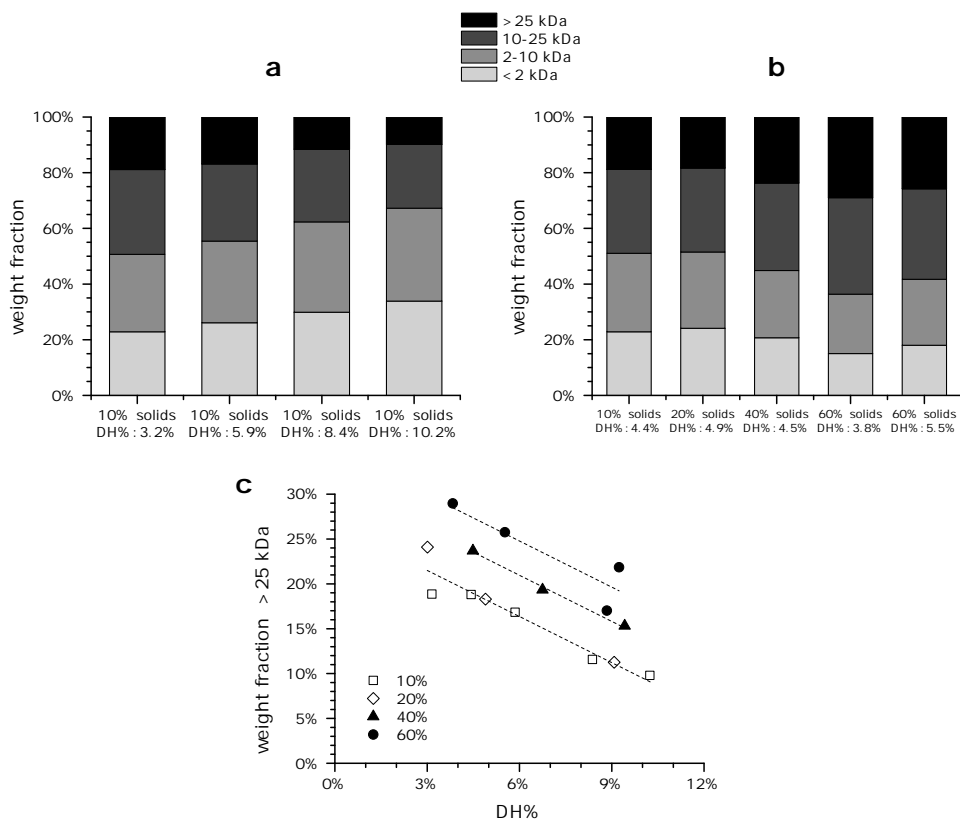 > 25 kDa
10-25 kDa
2-10 kDa
< 2 kDa
a
100%
80%
60%
40%
20%
0%
weight fraction
10% solids
DH% : 3.2%
10% solids
DH% : 5.9%
10% solids
DH% : 8.4%
10% solids
DH% : 10.2%
b
100%
80%
60%
40%
20%
0%
weight fraction
10% solids
DH% : 4.4%
20% solids
DH% : 4.9%
40% solids
DH% : 4.5%
60% solids
DH% : 3.8%
60% solids
DH% : 5.5%
c
30%
25%
20%
15%
10%
5%
0%
weight fraction > 25 kDa
10%
20%
40%
60%
0%
3%
6%
9%
12%
DH%